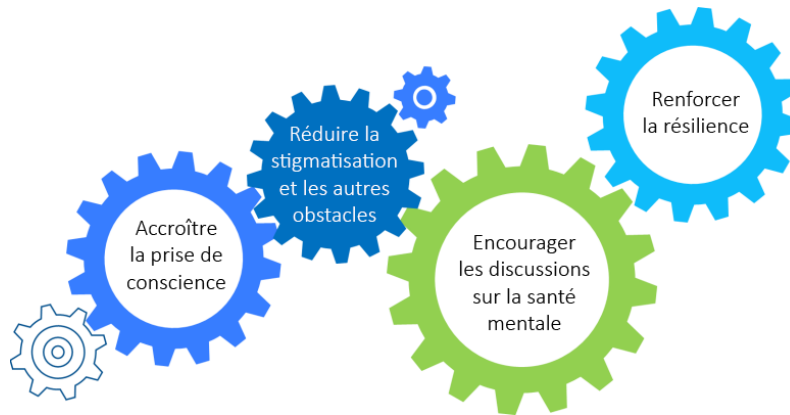 Accroître
la prise de
conscience
Réduire la
stigmatisation
et les autres
obstacles
Encourager
les discussions
sur la santé
mentale
Renforcer
la résilience